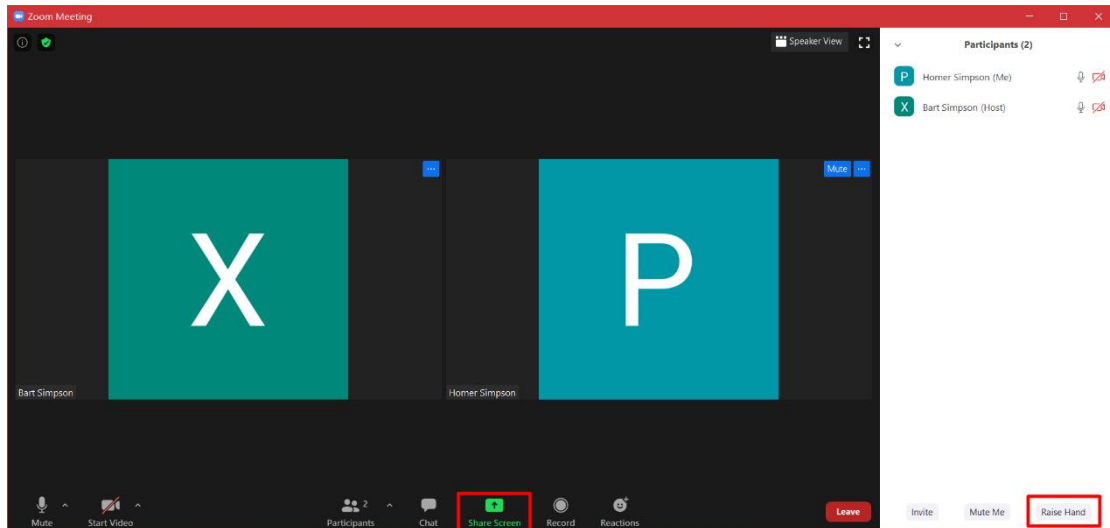 Zoom Meeting
Speaker View
Participants (2)
P Homer Simpson (Me)
X Bart Simpson (Host)
Mute
X
P
Bart Simpson
Homer Simpson
2
Mute
Start Video
Participants
Chat
Share Screen
Record
Reactions
Leave
Invite
Mute Me
Raise Hand